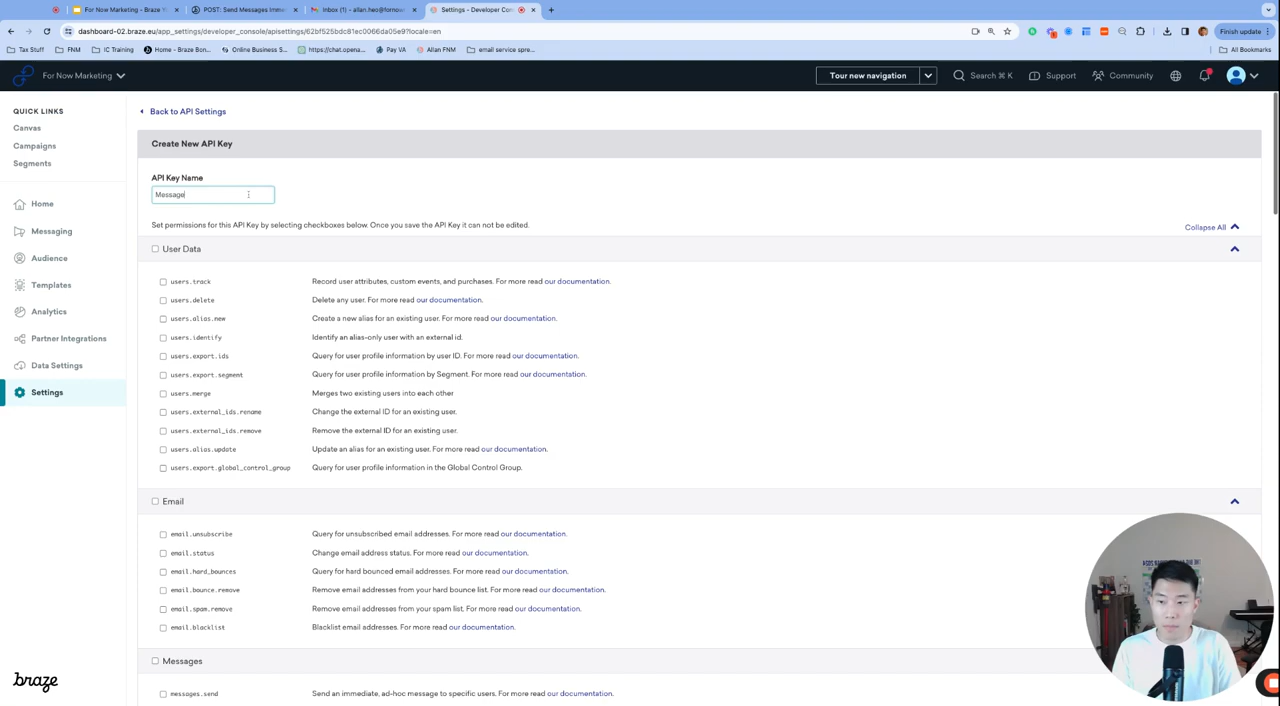 For Now Marketing - Braze
POST: Send Messages Imme
Inbox (1) - allan.heo@fornow
Settings - Developer Con
dashboard-02.braze.eu/app_settings/developer_console/apisettings/62bf525bdc81ec0066da5d79?locale=en
Finish update
Tax Stuff
FNM
IC Training
Home - Braze Bon...
Online Business S...
https://chat.opena...
Pay VA
Allan FNM
email service spre...
All Bookmarks
For Now Marketing
Tour new navigation
Search ⌘ K
Support
Community
QUICK LINKS
Canvas
Campaigns
Segments
Home
Messaging
Audience
Templates
Analytics
Partner Integrations
Data Settings
Settings
braze
Back to API Settings
Create New API Key
API Key Name
Message
Set permissions for this API Key by selecting checkboxes below. Once you save the API Key it can not be edited.
Collapse All
User Data
users.track Record user attributes, custom events, and purchases. For more read our documentation.
users.delete Delete any user. For more read our documentation.
users.alias.new Create a new alias for an existing user. For more read our documentation.
users.identify Identify an alias-only user with an external id.
users.export.ids Query for user profile information by user ID. For more read our documentation.
users.export.segment Query for user profile information by Segment. For more read our documentation.
users.merge Merges two existing users into each other
users.external_ids.rename Change the external ID for an existing user.
users.external_ids.remove Remove the external ID for an existing user.
users.alias.update Update an alias for an existing user. For more read our documentation.
users.export.global_control_group Query for user profile information in the Global Control Group.
Email
email.unsubscribe Query for unsubscribed email addresses. For more read our documentation.
email.status Change email address status. For more read our documentation.
email.hard_bounces Query for hard bounced email addresses. For more read our documentation.
email.bounce.remove Remove email addresses from your hard bounce list. For more read our documentation.
email.spam.remove Remove email addresses from your spam list. For more read our documentation.
email.blacklist Blacklist email addresses. For more read our documentation.
Messages
messages.send Send an immediate, ad-hoc message to specific users. For more read our documentation.